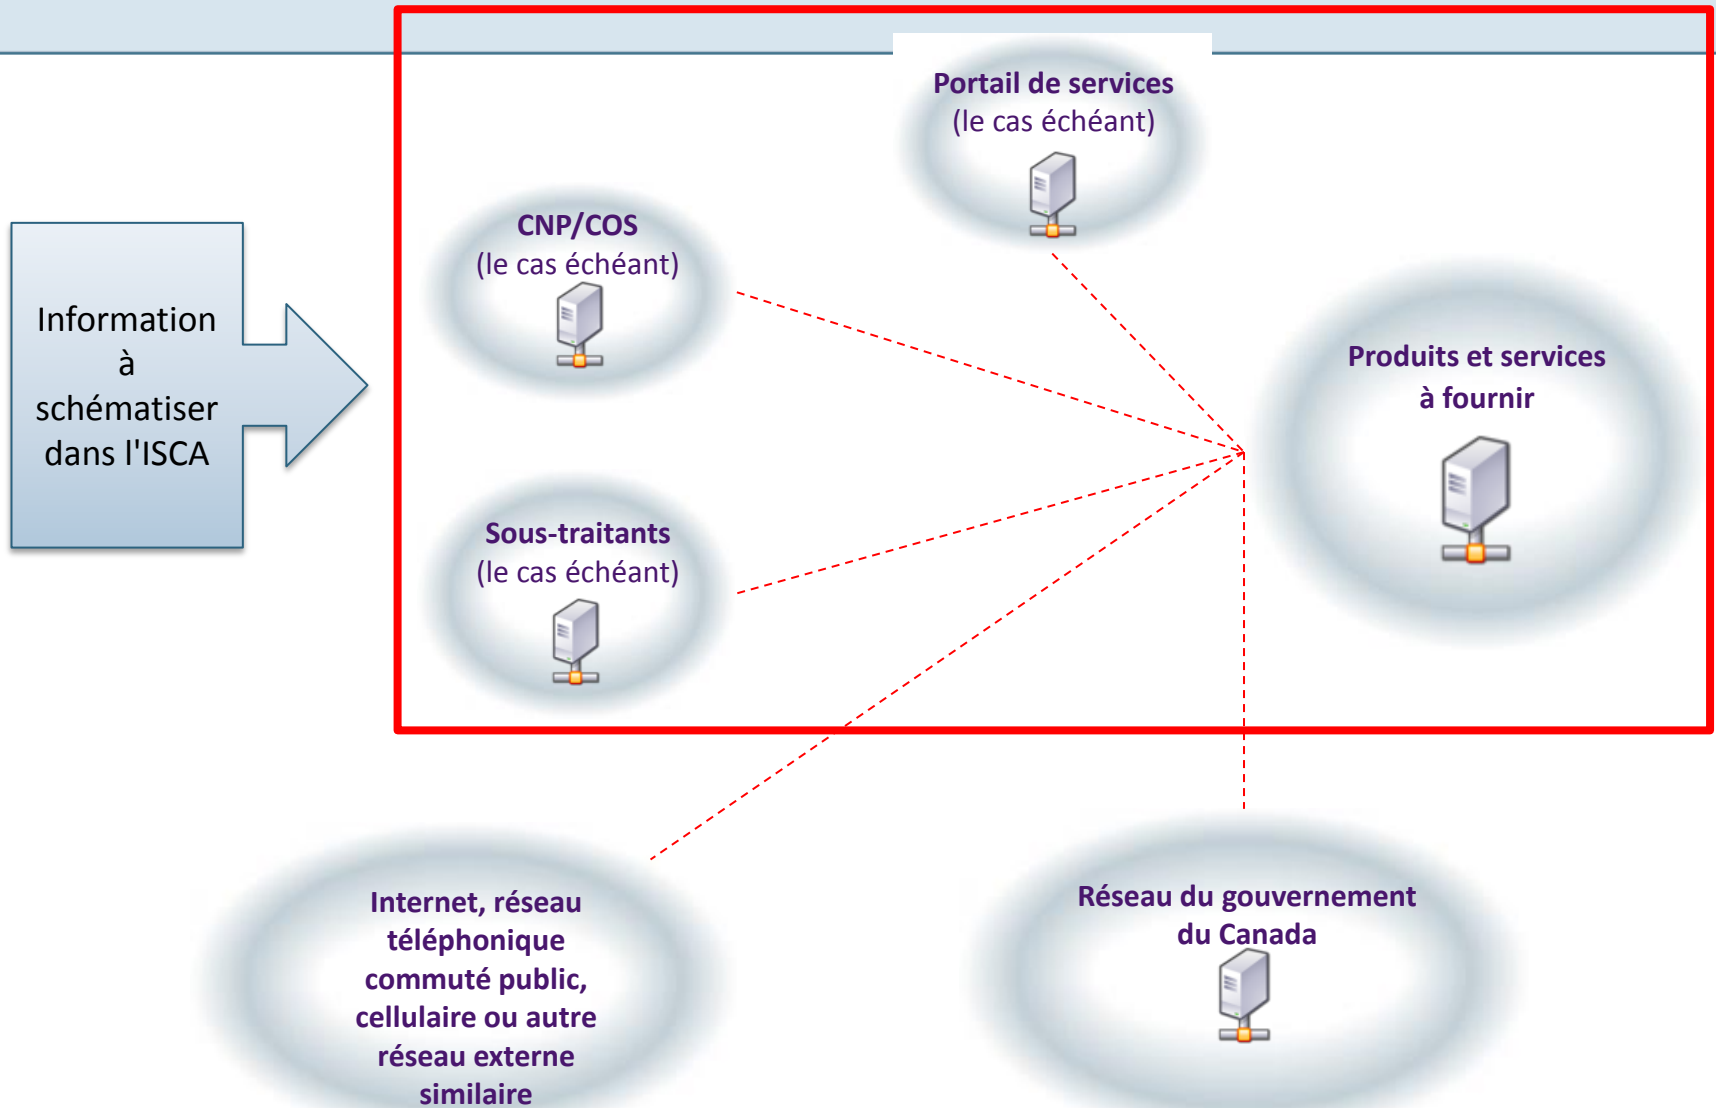 Portail de services
(le cas échéant)
CNP/COS
(le cas échéant)
Information
à
schématiser
dans l'ISCA
Produits et services
à fournir
Sous-traitants
(le cas échéant)
Internet, réseau
téléphonique
commuté public,
cellulaire ou autre
réseau externe
similaire
Réseau du gouvernement
du Canada